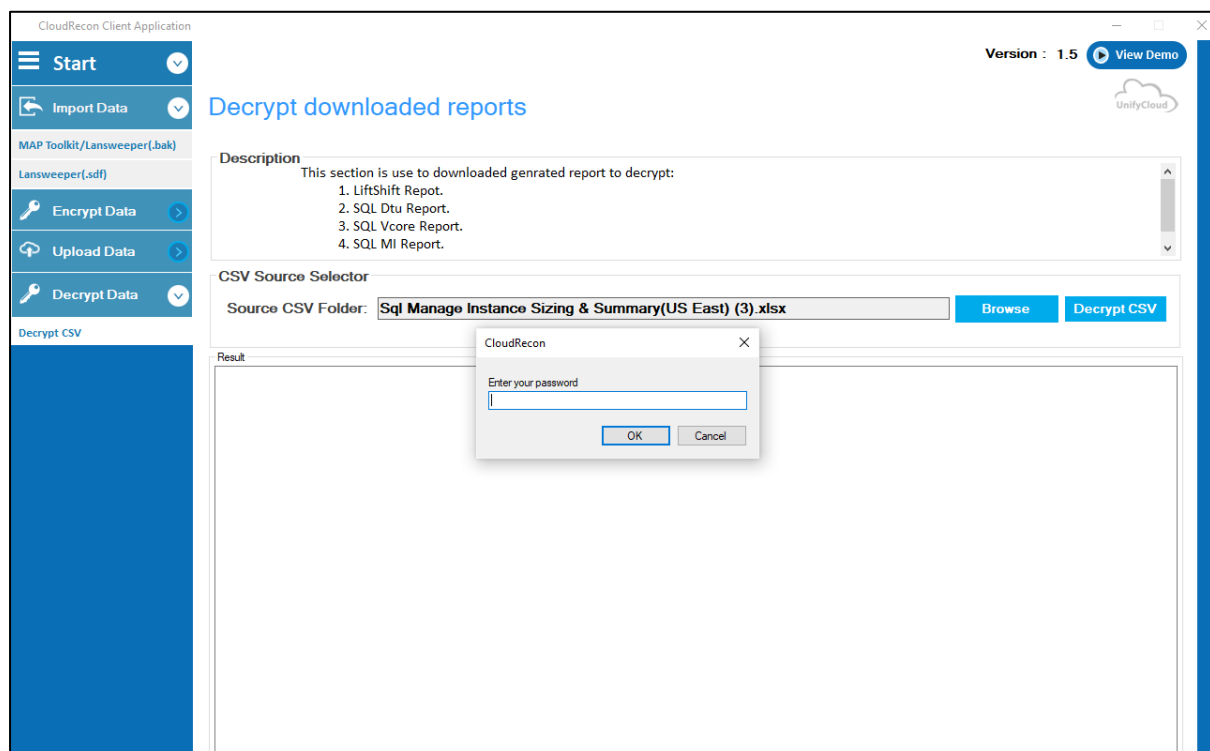 CloudRecon Client Application
Start
Version : 1.5
View Demo
Import Data
UnifyCloud
Decrypt downloaded reports
MAP Toolkit/Lansweeper(.bak)
Lansweeper(.sdf)
Encrypt Data
Upload Data
Decrypt Data
Decrypt CSV
Description
This section is use to downloaded genrated report to decrypt:
1. LiftShift Repot.
2. SQL Dtu Report.
3. SQL Vcore Report.
4. SQL MI Report.
CSV Source Selector
Source CSV Folder: Sql Manage Instance Sizing & Summary(US East) (3).xlsx
Browse
Decrypt CSV
Result
CloudRecon
Enter your password
OK
Cancel